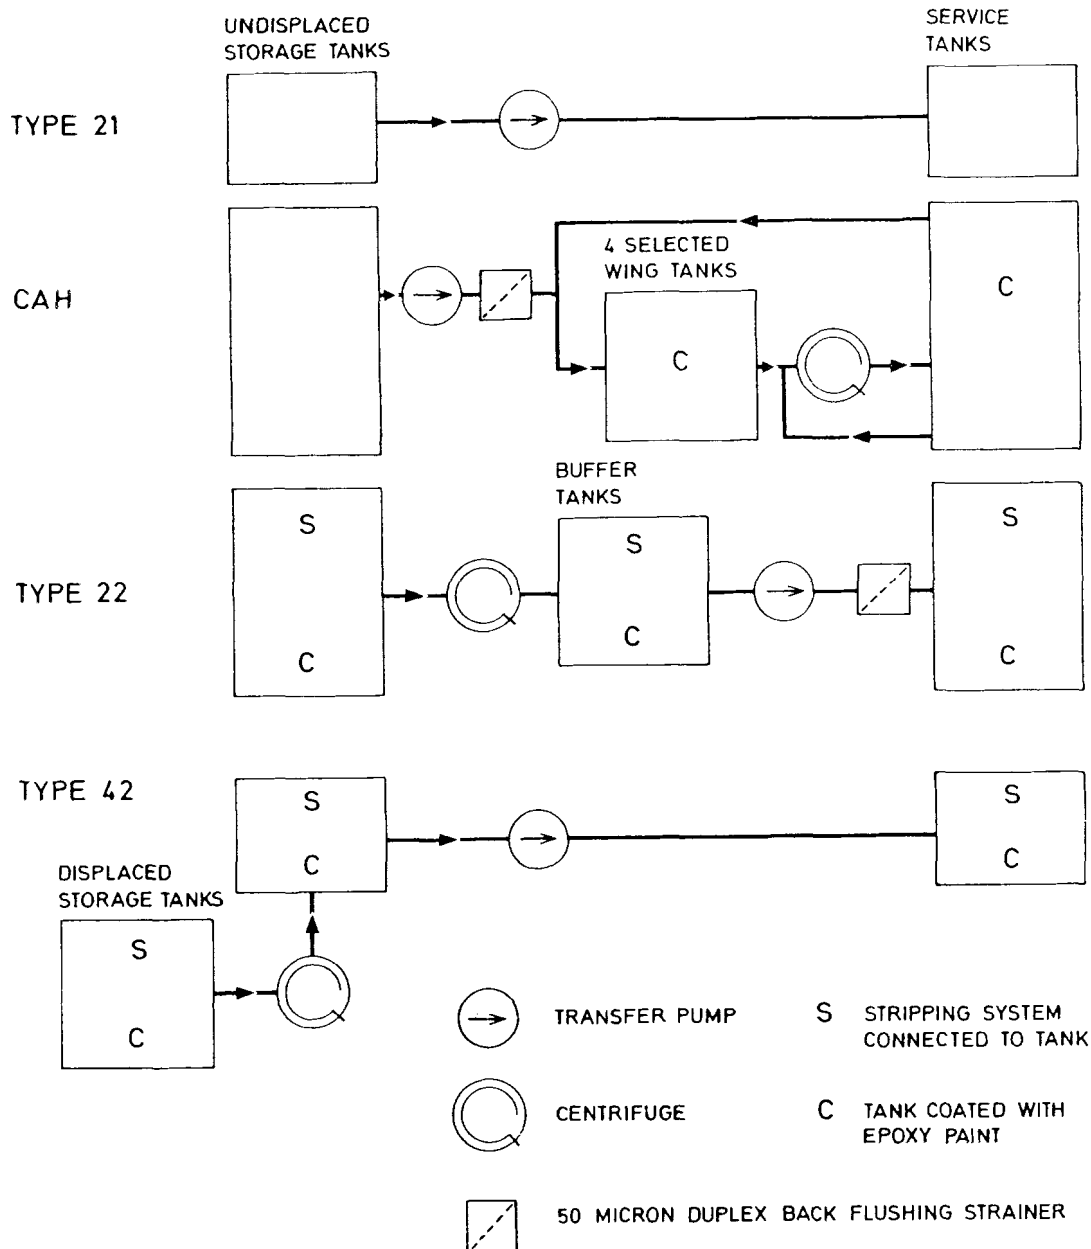 UNDISPLACED
STORAGE TANKS
SERVICE
TANKS
TYPE 21
CAH
4 SELECTED
WING TANKS
C
C
BUFFER
TANKS
TYPE 22
S
C
S
C
S
C
TYPE 42
S
C
S
C
DISPLACED
STORAGE TANKS
S
C
TRANSFER PUMP
S STRIPPING SYSTEM
CONNECTED TO TANK
CENTRIFUGE
C TANK COATED WITH
EPOXY PAINT
50 MICRON DUPLEX BACK FLUSHING STRAINER